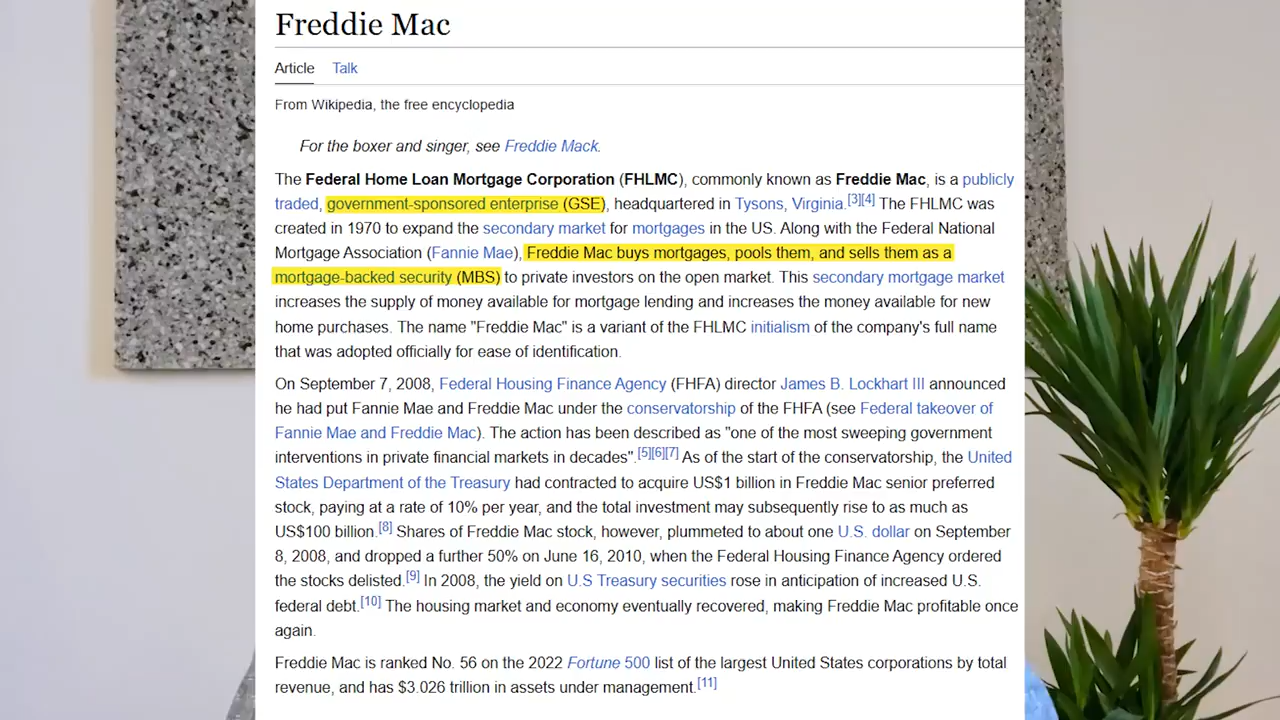 Freddie Mac
Article Talk
From Wikipedia, the free encyclopedia
For the boxer and singer, see Freddie Mack.
The Federal Home Loan Mortgage Corporation (FHLMC), commonly known as Freddie Mac, is a publicly
traded, government-sponsored enterprise (GSE), headquartered in Tysons, Virginia.[3][4] The FHLMC was
created in 1970 to expand the secondary market for mortgages in the US. Along with the Federal National
Mortgage Association (Fannie Mae), Freddie Mac buys mortgages, pools them, and sells them as a
mortgage-backed security (MBS) to private investors on the open market. This secondary mortgage market
increases the supply of money available for mortgage lending and increases the money available for new
home purchases. The name "Freddie Mac" is a variant of the FHLMC initialism of the company's full name
that was adopted officially for ease of identification.
On September 7, 2008, Federal Housing Finance Agency (FHFA) director James B. Lockhart III announced
he had put Fannie Mae and Freddie Mac under the conservatorship of the FHFA (see Federal takeover of
Fannie Mae and Freddie Mac). The action has been described as "one of the most sweeping government
interventions in private financial markets in decades".[5][6][7] As of the start of the conservatorship, the United
States Department of the Treasury had contracted to acquire US$1 billion in Freddie Mac senior preferred
stock, paying at a rate of 10% per year, and the total investment may subsequently rise to as much as
US$100 billion.[8] Shares of Freddie Mac stock, however, plummeted to about one U.S. dollar on September
8, 2008, and dropped a further 50% on June 16, 2010, when the Federal Housing Finance Agency ordered
the stocks delisted.[9] In 2008, the yield on U.S Treasury securities rose in anticipation of increased U.S.
federal debt.[10] The housing market and economy eventually recovered, making Freddie Mac profitable once
again.
Freddie Mac is ranked No. 56 on the 2022 Fortune 500 list of the largest United States corporations by total
revenue, and has $3.026 trillion in assets under management.[11]